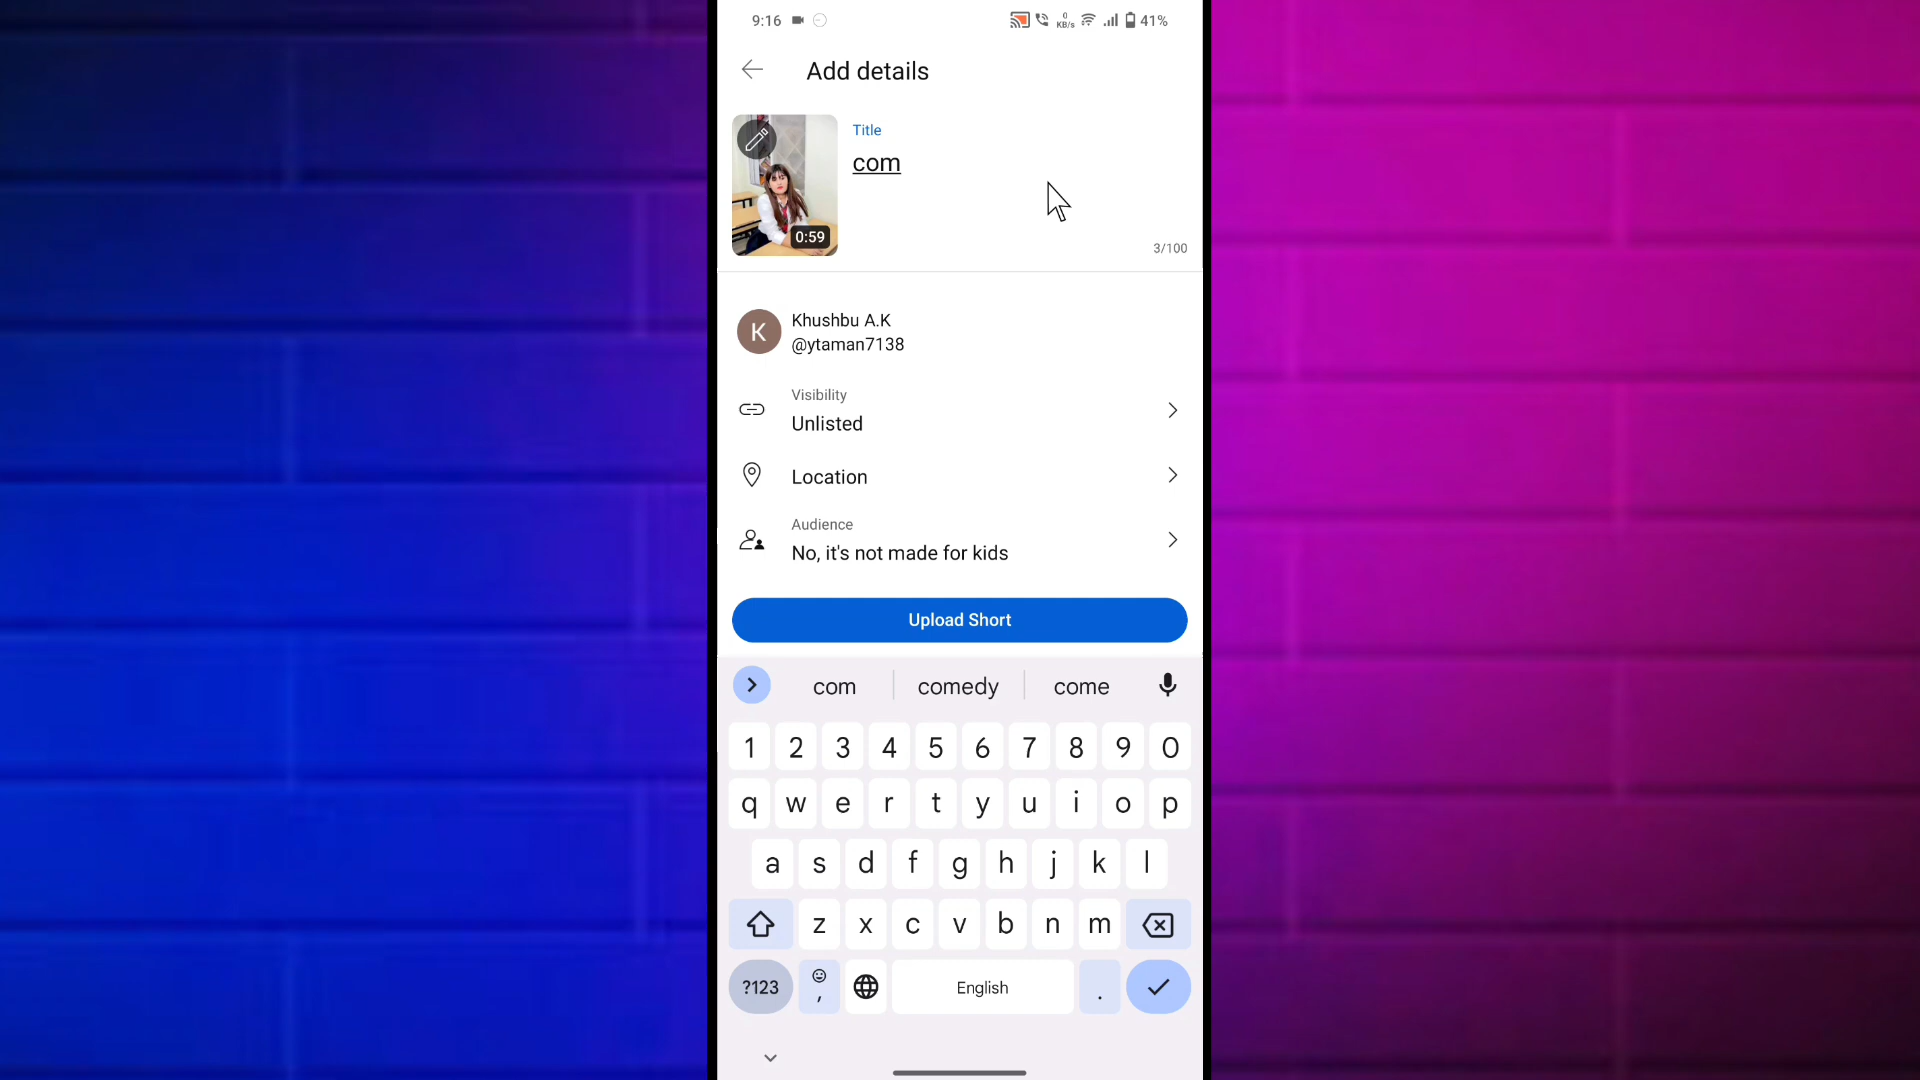 9:16
0 KB/s
41%
Add details
Title
com
0:59
3/100
Khushbu A.K
@ytaman7138
Visibility
Unlisted
Location
Audience
No, it's not made for kids
Upload Short
com comedy come
1 2 3 4 5 6 7 8 9 0
q w e r t y u i o p
a s d f g h j k l
z x c v b n m
?123 , English .